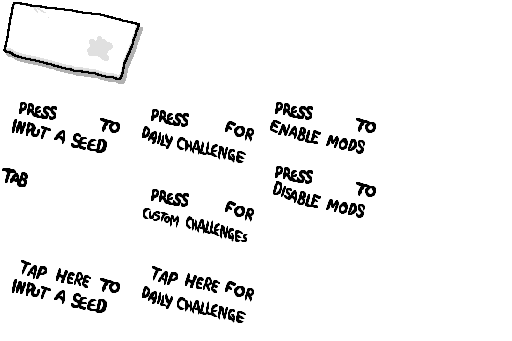 PRESS TO
INPUT A SEED
PRESS FOR
DAILY CHALLENGE
PRESS TO
ENABLE MODS
TAB
PRESS FOR
CUSTOM CHALLENGES
PRESS TO
DISABLE MODS
TAP HERE TO
INPUT A SEED
TAP HERE FOR
DAILY CHALLENGE